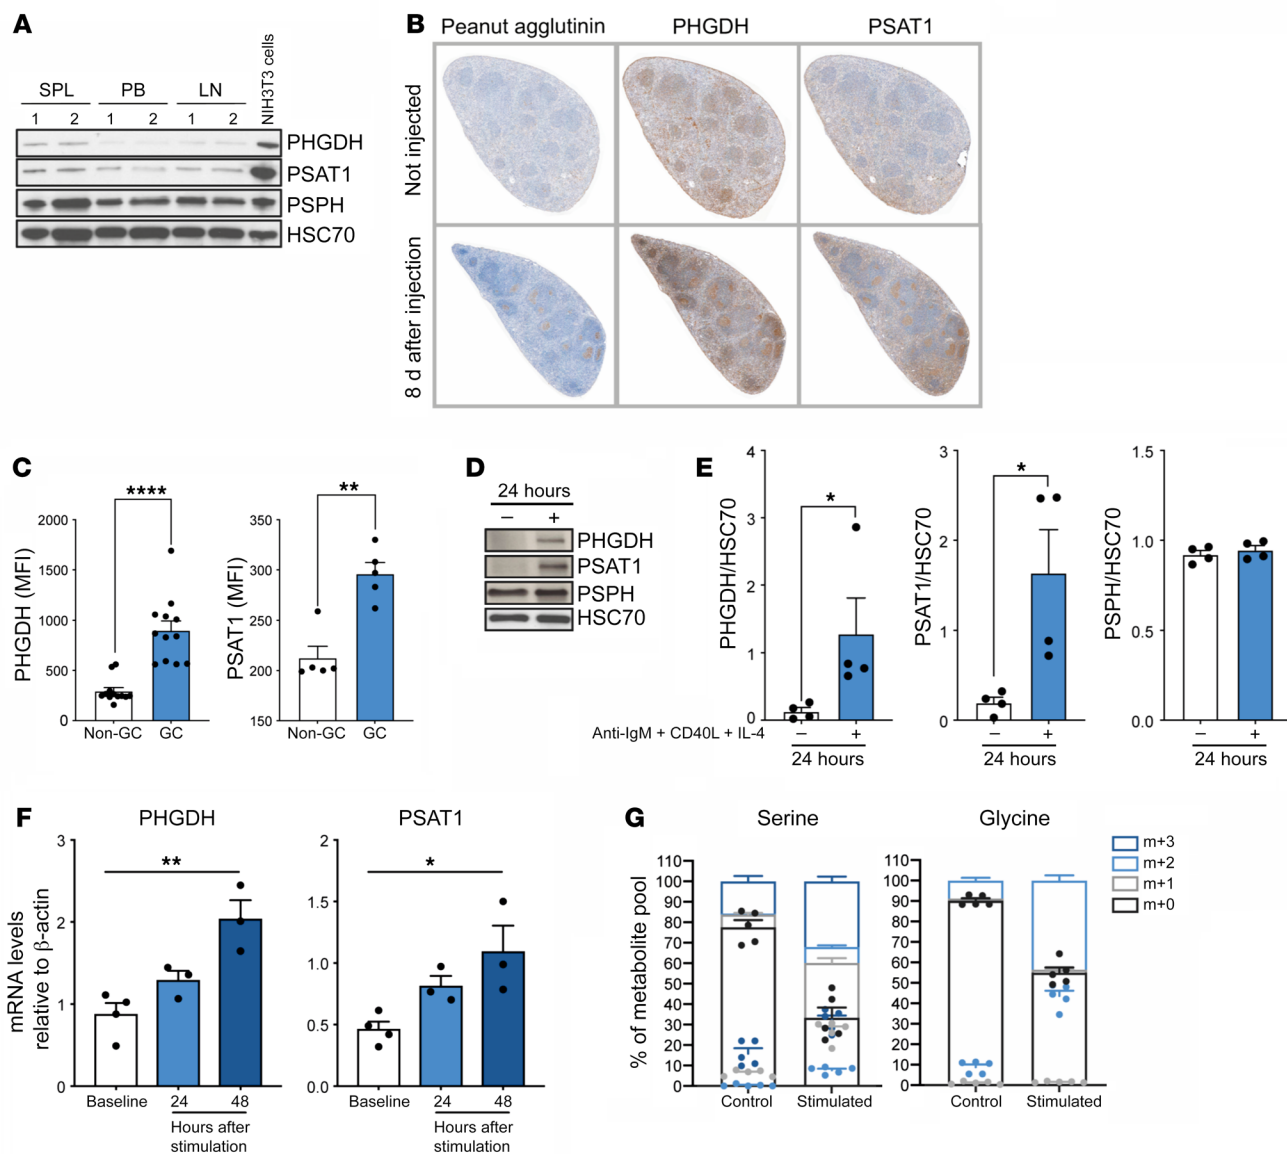 A
SPL PB LN NIH3T3 cells
1 2 1 2 1 2
PHGDH
PSAT1
PSPH
HSC70
B
Peanut agglutinin PHGDH PSAT1
Not injected
8 d after injection
C
****
PHGDH (MFI)
2000
1500
1000
500
0
Non-GC GC
**
PSAT1 (MFI)
350
300
250
200
150
Non-GC GC
D
24 hours
– +
PHGDH
PSAT1
PSPH
HSC70
E
PHGDH/HSC70
4
3
2
1
0
*
Anti-IgM + CD40L + IL-4 – +
24 hours
PSAT1/HSC70
3
2
1
0
*
– +
24 hours
PSPH/HSC70
1.5
1.0
0.5
0.0
– +
24 hours
F
PHGDH
mRNA levels
relative to β-actin
3
2
1
0
**
Baseline 24 48
Hours after
stimulation
PSAT1
2
1.5
1.0
0.5
0.0
*
Baseline 24 48
Hours after
stimulation
G
Serine
% of metabolite pool
110
100
90
80
70
60
50
40
30
20
10
0
Control Stimulated
Glycine
110
100
90
80
70
60
50
40
30
20
10
0
Control Stimulated
m+3
m+2
m+1
m+0